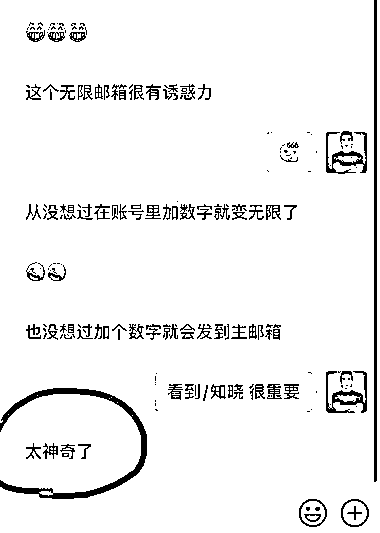 这个无限邮箱很有诱惑力
666
从没想过在账号里加数字就变无限了
也没想过加个数字就会发到主邮箱
看到/知晓 很重要
太神奇了